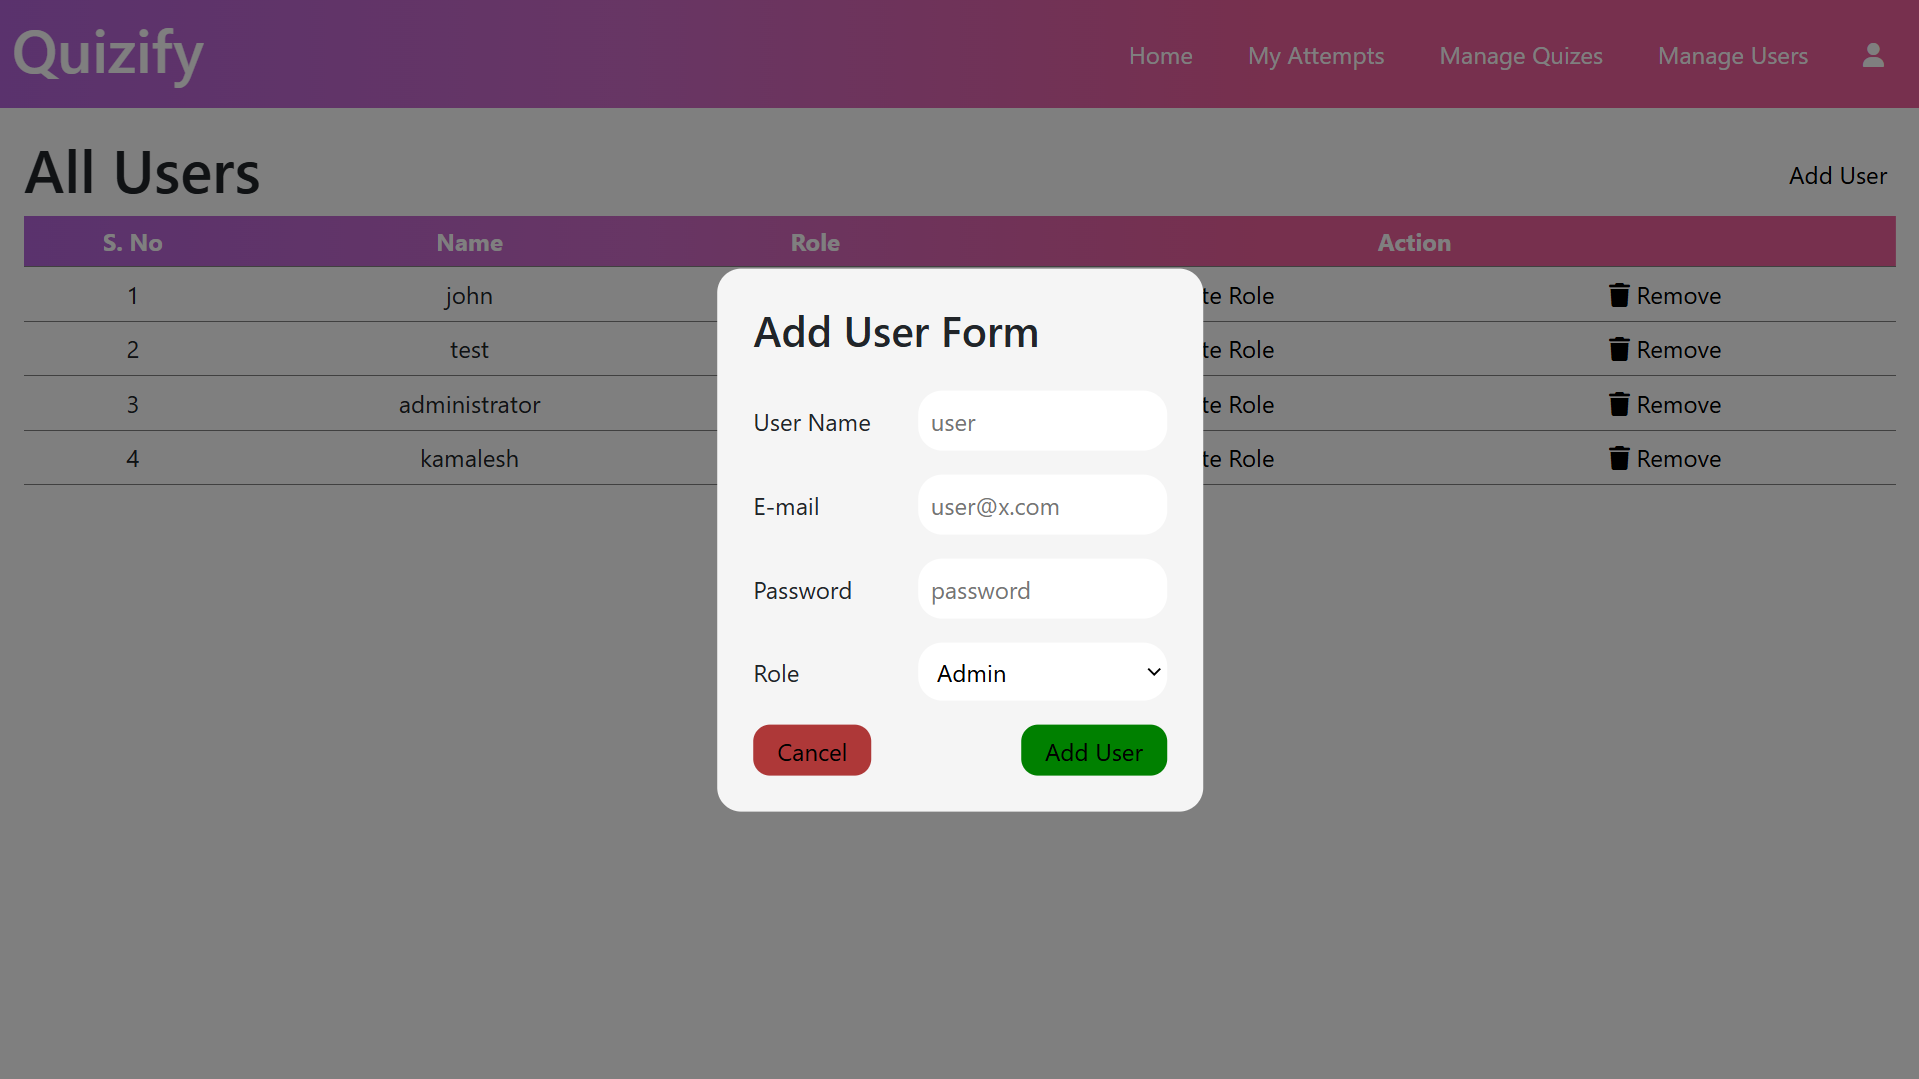 Quizify
Home My Attempts Manage Quizes Manage Users
All Users
Add User
S. No Name Role Action
1 john te Role Remove
2 test te Role Remove
3 administrator te Role Remove
4 kamalesh te Role Remove
Add User Form
User Name user
E-mail user@x.com
Password password
Role Admin
Cancel Add User